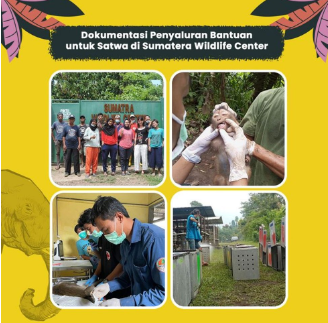 Dokumentasi Penyaluran Bantuan
untuk Satwa di Sumatera Wildlife Center
SUMATRA